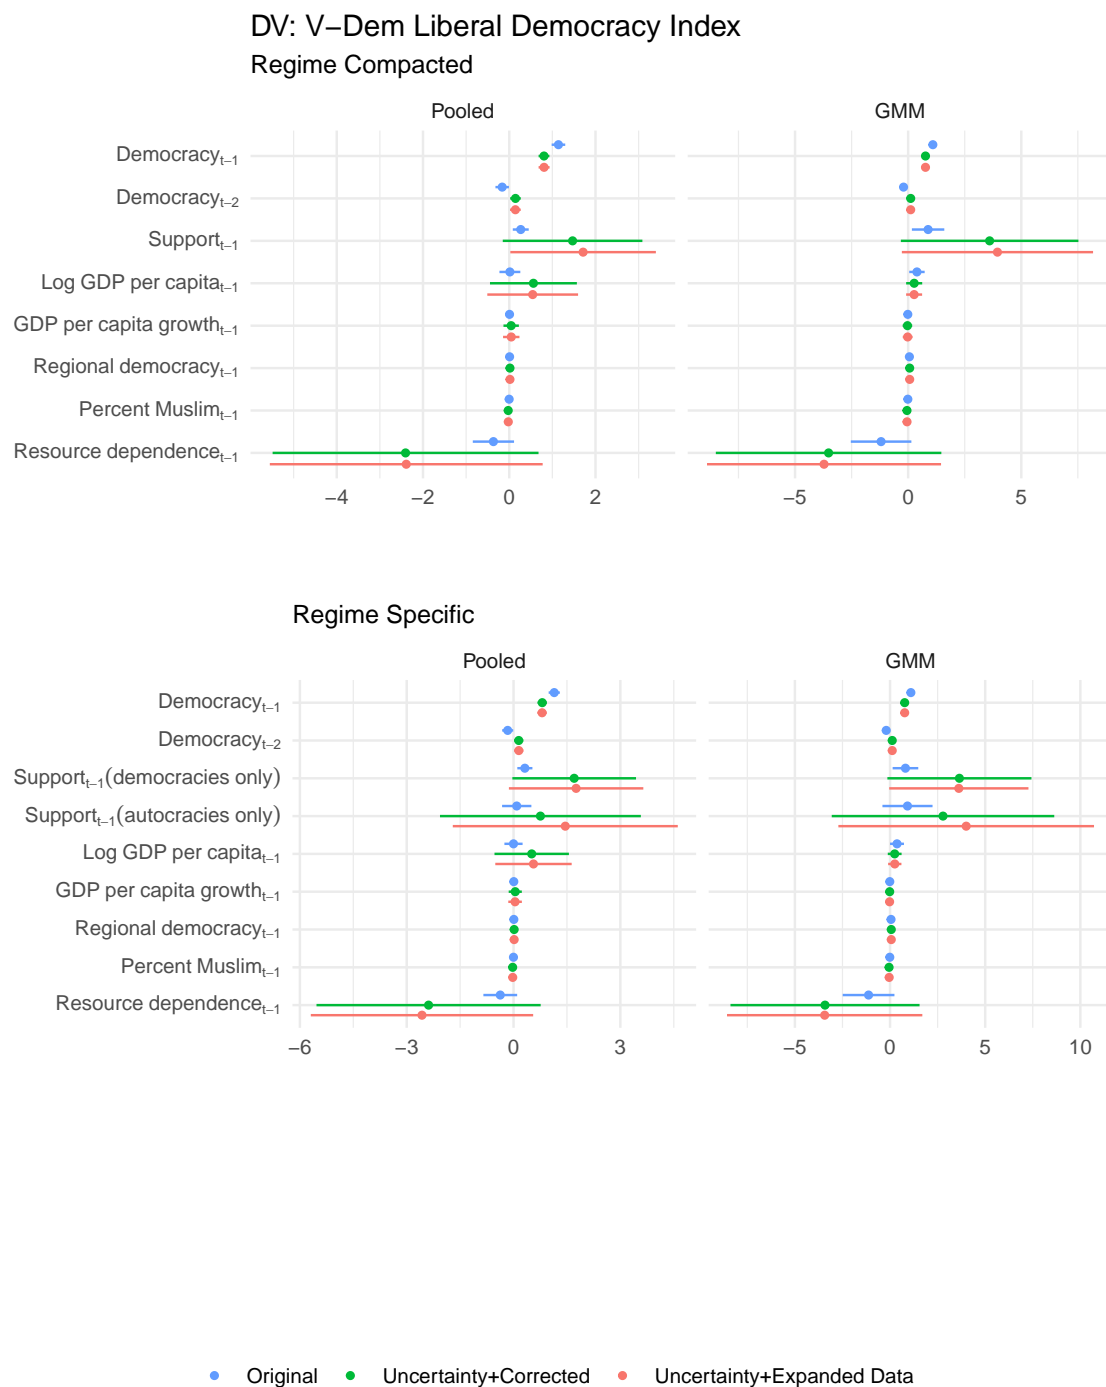 DV: V−Dem Liberal Democracy Index
Regime Compacted
Pooled
GMM
Democracyt−1
Democracyt−2
Supportt−1
Log GDP per capitat−1
GDP per capita growtht−1
Regional democracyt−1
Percent Muslimt−1
Resource dependencet−1
−4 −2 0 2
−5 0 5
Regime Specific
Pooled
GMM
Democracyt−1
Democracyt−2
Supportt−1(democracies only)
Supportt−1(autocracies only)
Log GDP per capitat−1
GDP per capita growtht−1
Regional democracyt−1
Percent Muslimt−1
Resource dependencet−1
−6 −3 0 3
−5 0 5 10
Original Uncertainty+Corrected Uncertainty+Expanded Data